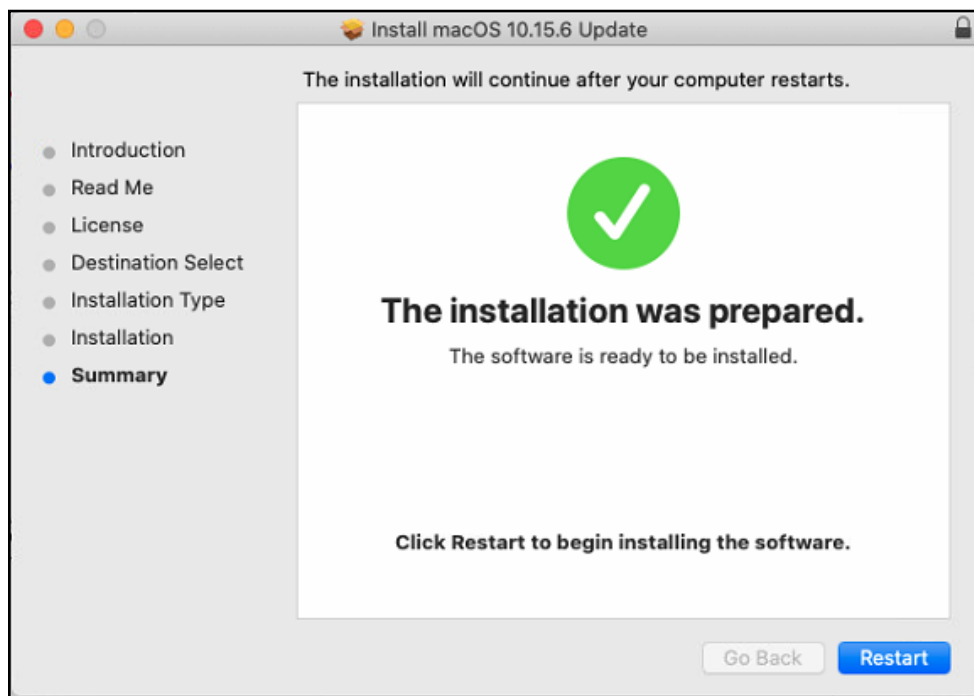 Install macOS 10.15.6 Update
The installation will continue after your computer restarts.
Introduction
Read Me
License
Destination Select
Installation Type
Installation
Summary
The installation was prepared.
The software is ready to be installed.
Click Restart to begin installing the software.
Go Back
Restart